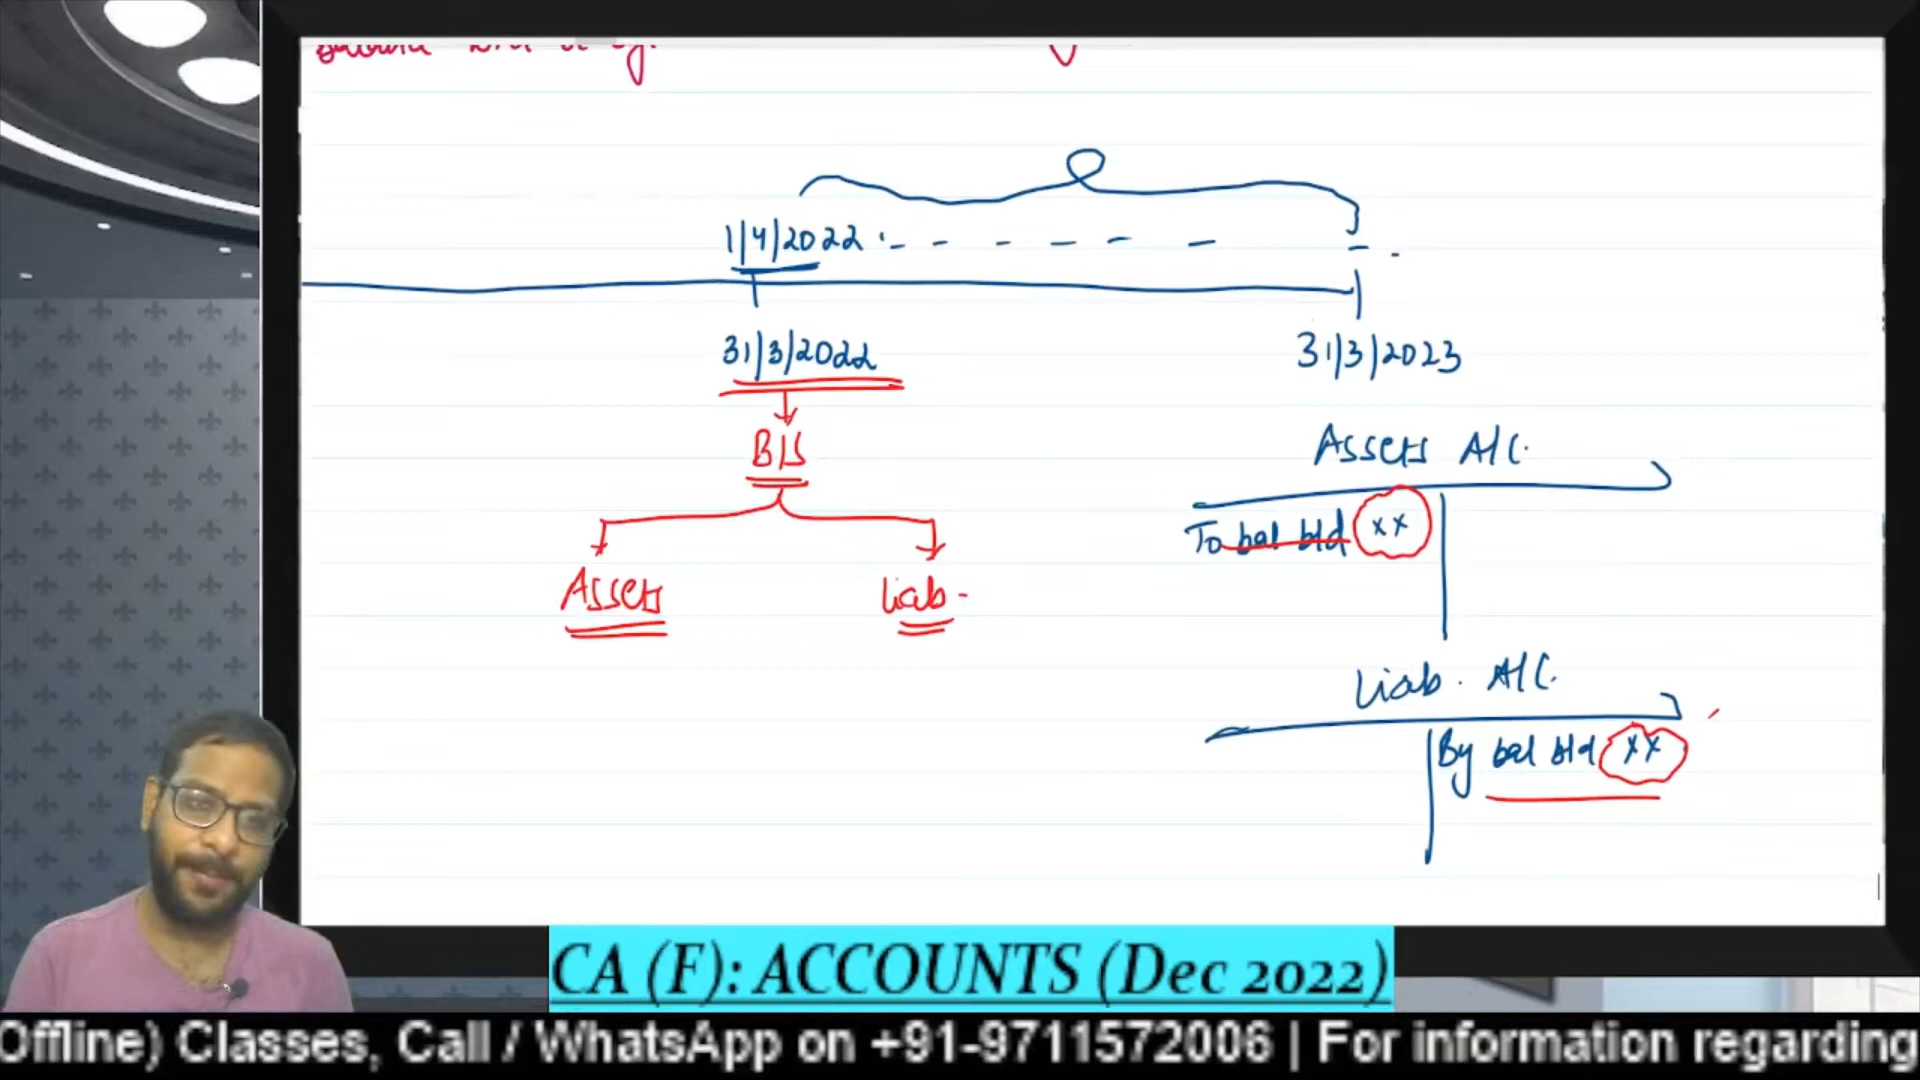 1/4/2022
31/3/2022
31/3/2023
B/S
Assets
Liab.
Assets A/C.
To bal b/d xx
Liab. A/C.
By bal b/d xx
CA (F): ACCOUNTS (Dec 2022)
Offline) Classes, Call / WhatsApp on +91-9711572006 | For information regarding